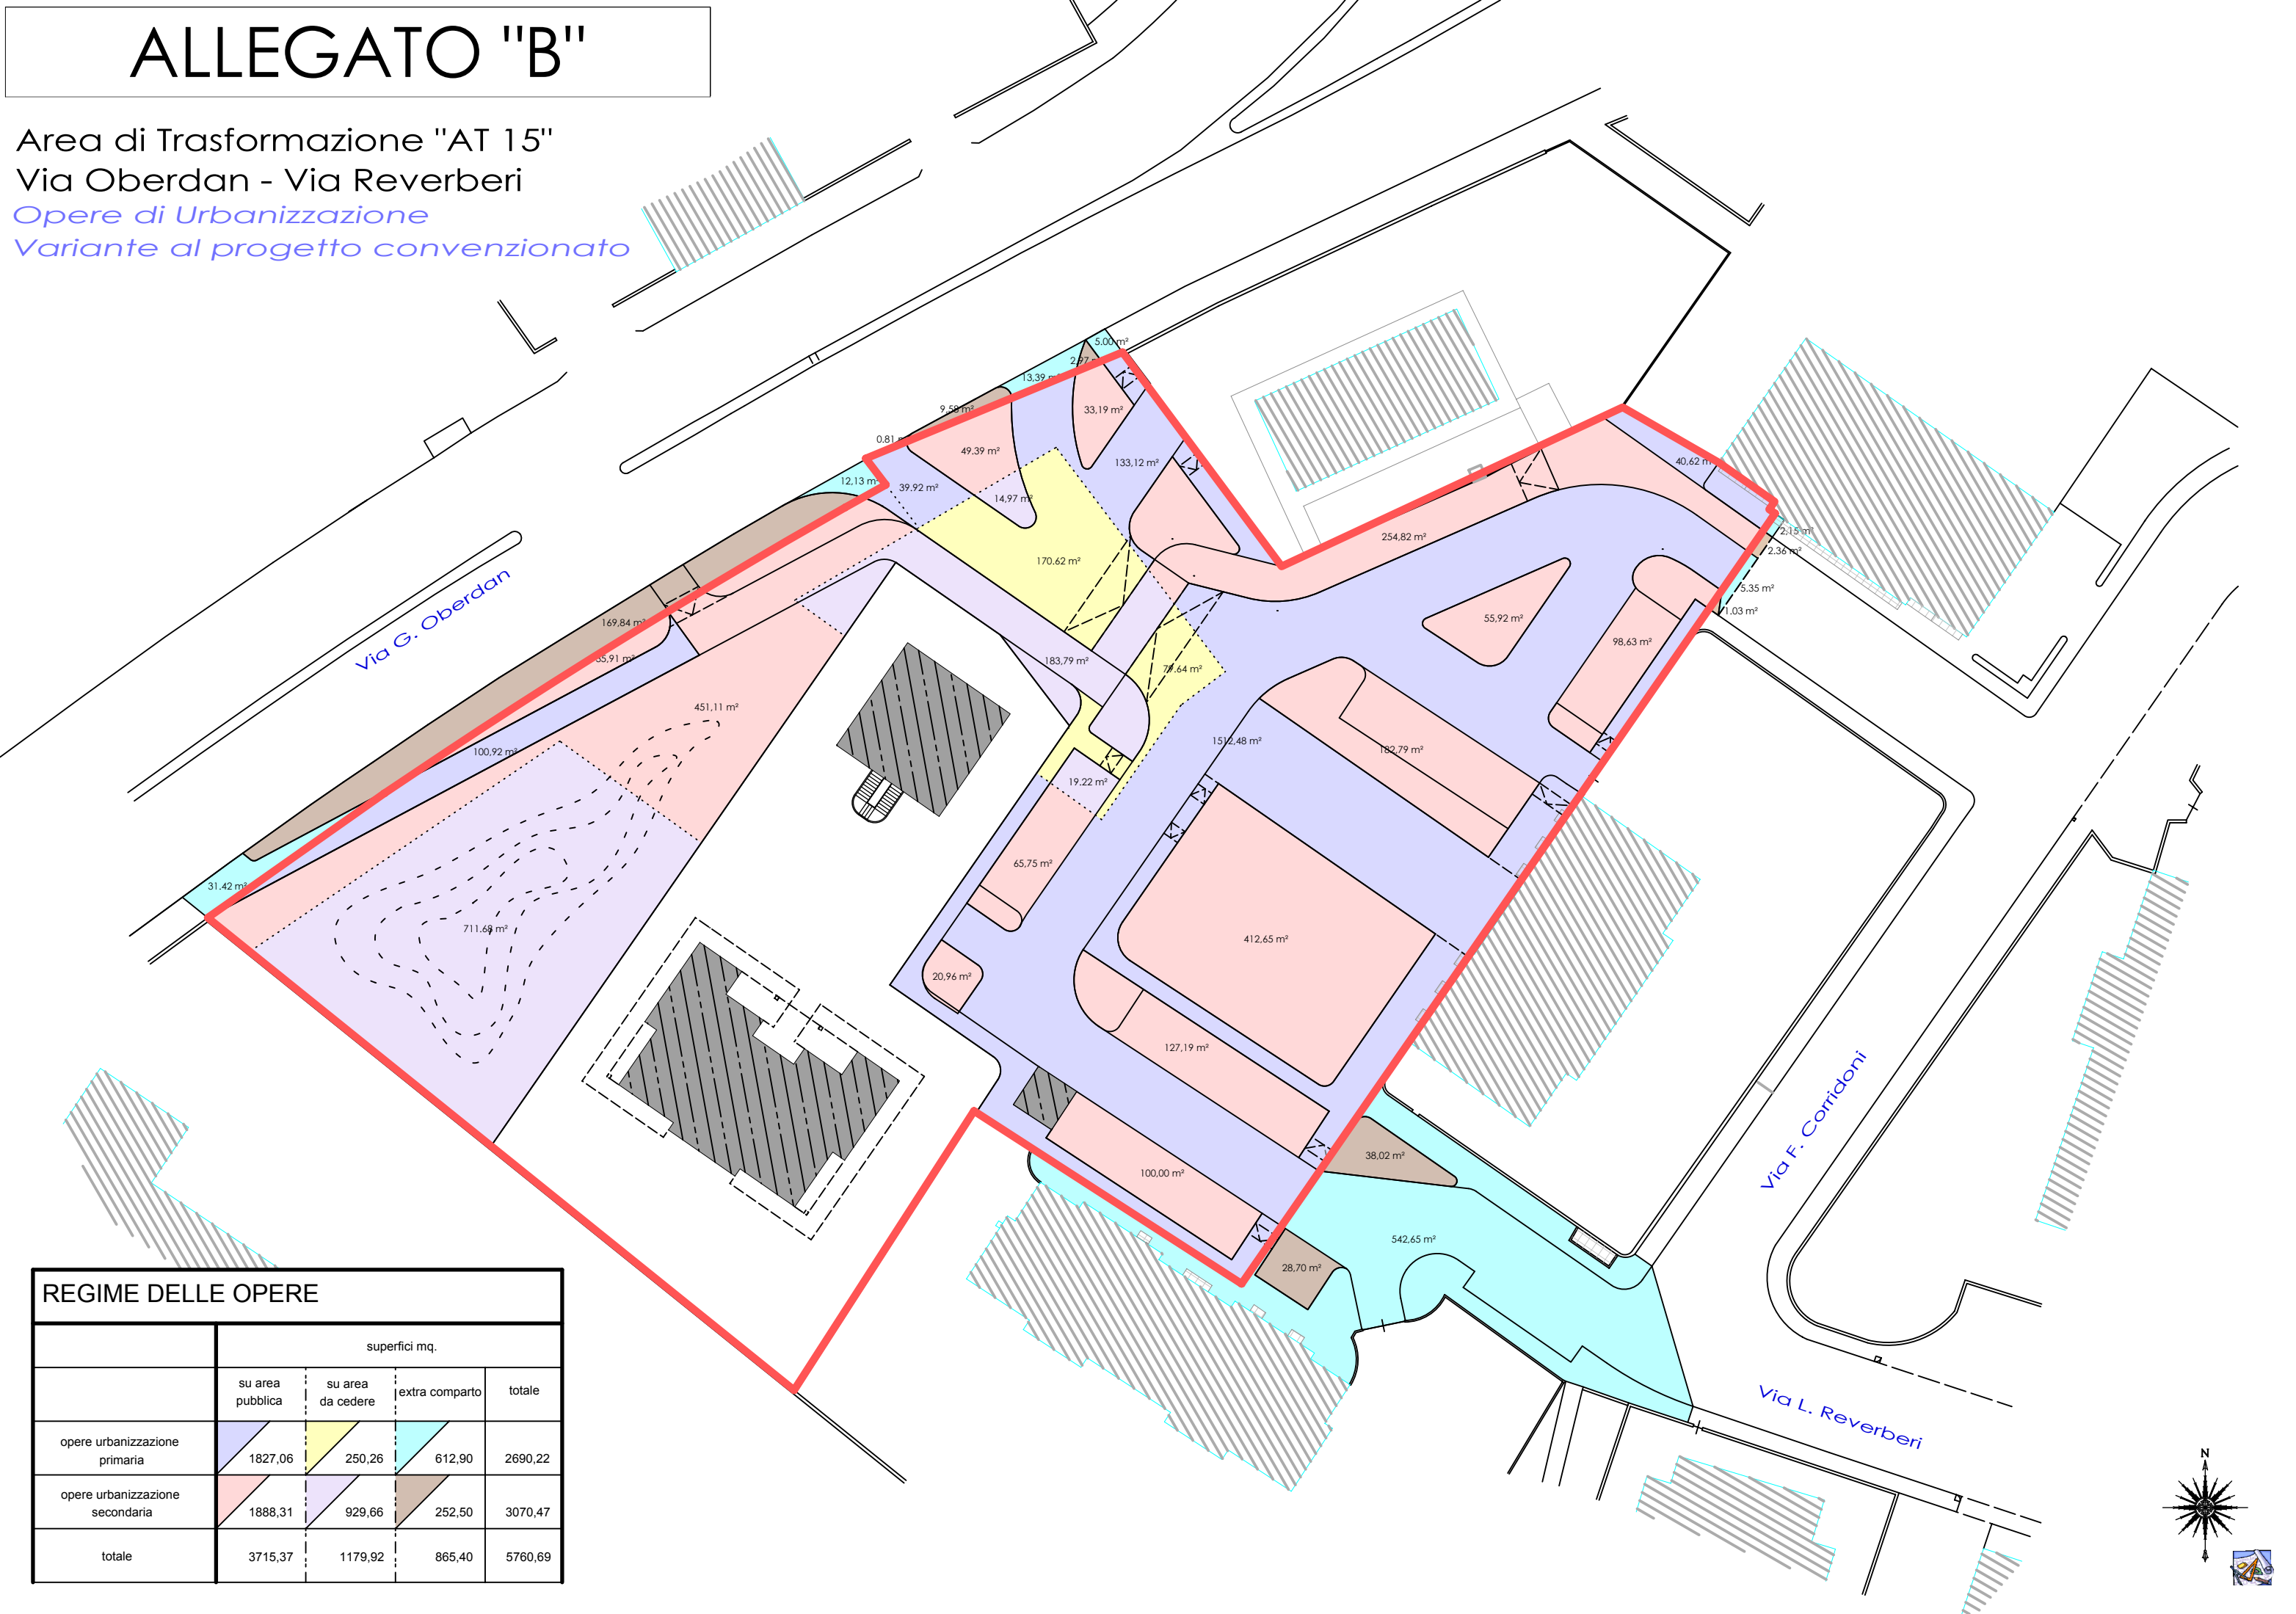 ALLEGATO "B"
Area di Trasformazione "AT 15"
Via Oberdan - Via Reverberi
Opere di Urbanizzazione
Variante al progetto convenzionato
5.00 m²
13,39 m²
9,58 m²
33,19 m²
49.39 m²
133,12 m²
40,62 m²
12,13 m²
39,92 m²
14,97 m²
2,15 m²
254,82 m²
2.36 m²
170.62 m²
5.35 m²
1.03 m²
Via G. Oberdan
169,84 m²
55,92 m²
98,63 m²
183,79 m²
79.64 m²
451,11 m²
1512,48 m²
182,79 m²
100,92 m²
19.22 m²
65,75 m²
31.42 m²
711.68 m²
412,65 m²
20,96 m²
127,19 m²
Via F. Corridoni
38,02 m²
100,00 m²
542,65 m²
28,70 m²
Via L. Reverberi
REGIME DELLE OPERE
superfici mq.
su area pubblica
su area da cedere
extra comparto
totale
opere urbanizzazione primaria
1827,06
250,26
612,90
2690,22
opere urbanizzazione secondaria
1888,31
929,66
252,50
3070,47
totale
3715,37
1179,92
865,40
5760,69
N